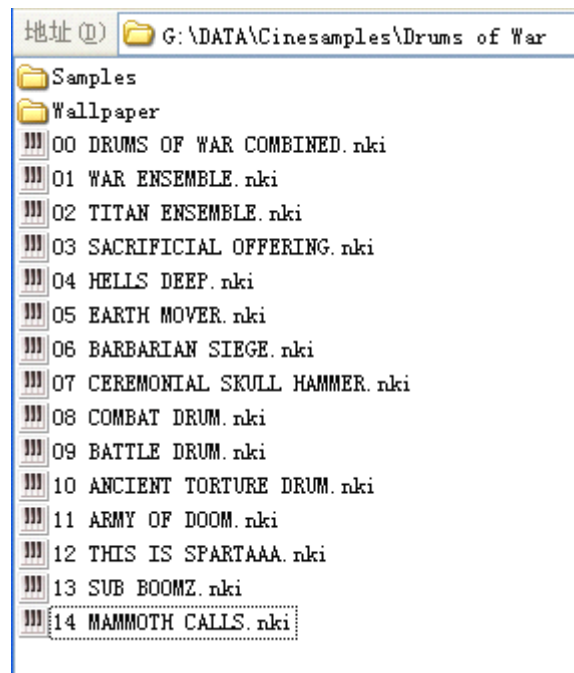 地址(D) G:\DATA\Cinesamples\Drums of War
Samples
Wallpaper
00 DRUMS OF WAR COMBINED.nki
01 WAR ENSEMBLE.nki
02 TITAN ENSEMBLE.nki
03 SACRIFICIAL OFFERING.nki
04 HELLS DEEP.nki
05 EARTH MOVER.nki
06 BARBARIAN SIEGE.nki
07 CEREMONIAL SKULL HAMMER.nki
08 COMBAT DRUM.nki
09 BATTLE DRUM.nki
10 ANCIENT TORTURE DRUM.nki
11 ARMY OF DOOM.nki
12 THIS IS SPARTAAA.nki
13 SUB BOOMZ.nki
14 MAMMOTH CALLS.nki